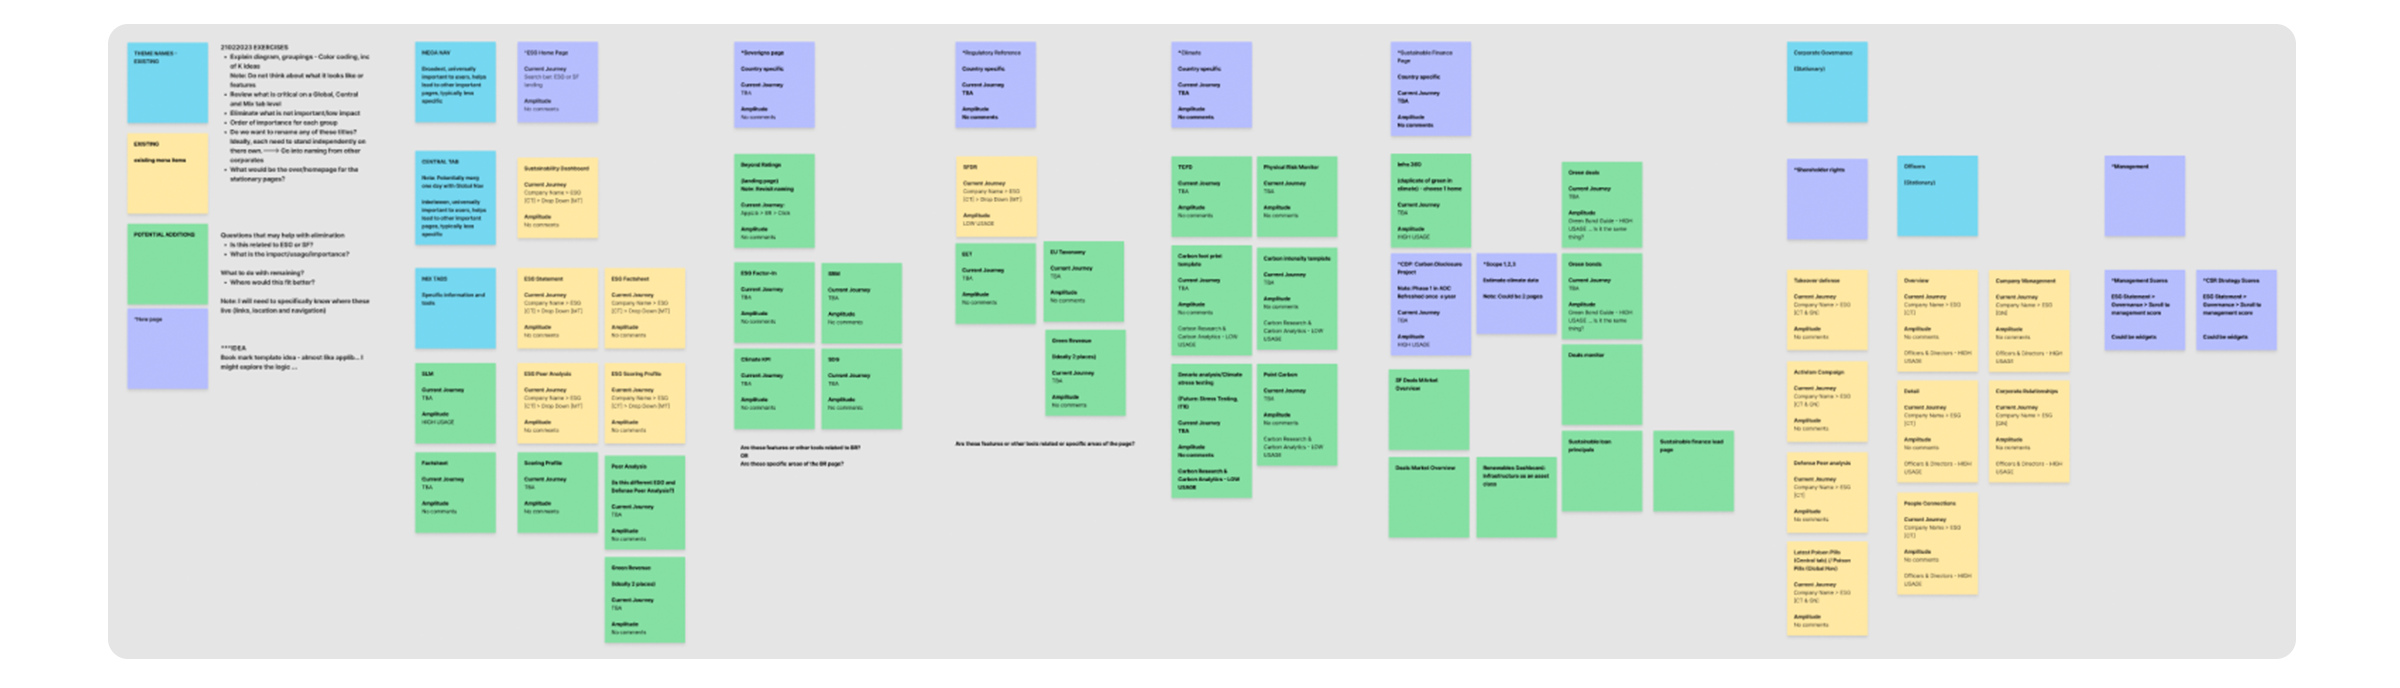 THEME NAMES -
EXISTING
EXISITING
existing menu items
POTENTIAL ADDITIONS
*New page
21022023 EXERCISES
• Explain diagram, groupings - Color coding, inc
of K ideas
Note: Do not think about what it looks like or
features
• Review what is critical on a Global, Central
and Mix tab level
• Eliminate what is not important/low impact
• Order of importance for each group
• Do we want to rename any of those titles?
Ideally, each need to stand independently on
there own. ---> Go into naming from other
corporates
• What would be the over/homepage for the
stationary pages?
Questions that may help with elimination
• Is this related to ESG or SF?
• What is the impact/usage/importance?
What to do with remaining?
• Where would this fit better?
Note: I will need to specifically know where these
live (links, location and navigation)
***IDEA
Book mark template idea - almost like applib... I
might explore the logic ...
MEGA NAV
Broadest, universally
important to users, helps
lead to other important
pages, typically less
specific
CENTRAL TAB
Note: Potentially merg
one day with Global Nav
important to users, helps
lead to other important
pages, typically less
specific
MIX TABS
Specific information and
tools
SLM
Current Journey
TBA
Amplitude
HIGH USAGE
Factsheet
Current Journey
TBA
Amplitude
No comments
*ESG Home Page
Current Journey
Search bar: ESG or SF
landing
Amplitude
No comments
Sustainability Dashboard
Current Journey
Company Name > ESG
[CT] > Drop Down [MT]
Amplitude
No comments
ESG Statement
Current Journey
Company Name > ESG
[CT] > Drop Down [MT]
Amplitude
No comments
ESG Factsheet
Current Journey
Company Name > ESG
[CT] > Drop Down [MT]
Amplitude
No comments
ESG Peer Analysis
Current Journey
Company Name > ESG
[CT] > Drop Down [MT]
Amplitude
No comments
ESG Scoring Profile
Current Journey
Company Name > ESG
[CT] > Drop Down [MT]
Amplitude
No comments
Scoring Profile
Current Journey
TBA
Amplitude
No comments
Peer Analysis
(Is this different ESG and
Defense Peer Analysis?)
Current Journey
TBA
Amplitude
No comments
Green Revenue
(Ideally 2 places)
Current Journey
TBA
Amplitude
No comments
*Sovereigns page
Country specific
Current Journey
TBA
Amplitude
No comments
Beyond Ratings
(landing page)
Note: Revisit naming
Current Journey:
AppLib > BR > Click
Amplitude
No comments
ESG Factor-In
Current Journey
TBA
Amplitude
No comments
Current Journey
TBA
Amplitude
No comments
Climate KPI
Current Journey
TBA
Amplitude
No comments
SDG
Current Journey
TBA
Amplitude
No comments
Are those features or other tools related to BR?
OR
Are these specific areas of the BR page?
*Regulatory Reference
Country specific
Current Journey
TBA
Amplitude
No comments
SFDR
Current Journey
Company Name > ESG
[CT] > Drop Down [MT]
Amplitude
LOW USAGE
EET
Current Journey
TBA
Amplitude
No comments
EU Taxonomy
Current Journey
TBA
Amplitude
No comments
Green Revenue
(Ideally 2 places)
Current Journey
TBA
Amplitude
No comments
Are those features or other tools related or specific areas of the page?
*Climate
Country specific
Current Journey
TBA
Amplitude
No comments
TCFD
Current Journey
TBA
Amplitude
No comments
Physical Risk Monitor
Current Journey
TBA
Amplitude
No comments
Carbon foot print
template
Current Journey
TBA
Amplitude
No comments
Carbon Research &
Carbon Analytics - LOW
USAGE
Carbon intensity template
Current Journey
TBA
Amplitude
No comments
Carbon Research &
Carbon Analytics - LOW
USAGE
analysis/Climate
stress testing
(Future Stress Testing,
Current Journey
TBA
Amplitude
No comments
Carbon Research &
Carbon Analytics - LOW
USAGE
Point Carbon
Current Journey
TBA
Amplitude
No comments
Carbon Research &
Carbon Analytics - LOW
USAGE
*Sustainable Finance
Page
Country specific
Current Journey
TBA
Amplitude
No comments
Infra 360
(duplicate of green in
climate) - choose 1 home
Current Journey
TBA
Amplitude
HIGH USAGE
*CDP: Carbon Disclosure
Project
Note: Phase 1 in ADC
Refreshed once a year
Current Journey
TBA
Amplitude
HIGH USAGE
*Scope 1,2,3
Estimate climate data
Note: Could be 2 pages
SF Deals Market
Overview
Deals Market Overview
Renewables Dashboard:
Infrastructure as an asset
class
Green deals
Current Journey
TBA
Amplitude
Green Bond Guide - HIGH
USAGE ... Is it the same
thing?
Green bonds
Current Journey
TBA
Amplitude
Green Bond Guide - HIGH
USAGE ... Is it the same
thing?
Deals monitor
Sustainable loan
principals
Sustainable finance lead
page
Corporate Governance
(Stationary)
*Shareholder rights
Takeover defense
Current Journey
Company Name > ESG
[CT & GN]
Amplitude
No comments
Activism Campaign
Current Journey
Company Name > ESG
[CT & GN]
Amplitude
No comments
Defense Peer analysis
Current Journey
Company Name > ESG
[CT]
Amplitude
No comments
Latest Poison Pills
(Central tab) // Poison
Pills (Global Nav)
Current Journey
Company Name > ESG
[CT & GN]
Amplitude
No comments
Officers
(Stationary)
Overview
Current Journey
Company Name > ESG
[CT]
Amplitude
No comments
Officers & Directors - HIGH
USAGE
Company Management
Current Journey
Company Name > ESG
[GN]
Amplitude
No comments
Officers & Directors - HIGH
USAGE
Detail
Current Journey
Company Name > ESG
[CT]
Amplitude
No comments
Officers & Directors - HIGH
USAGE
Corporate Relationships
Current Journey
Company Name > ESG
[GN]
Amplitude
No comments
Officers & Directors - HIGH
USAGE
People Connections
Current Journey
Company Name > ESG
[CT]
Amplitude
No comments
Officers & Directors - HIGH
USAGE
*Management
*Management Scores
ESG Statement >
Governance > Scroll to
management score
Could be widgets
*CSR Strategy Scores
ESG Statement >
Governance > Scroll to
management score
Could be widgets